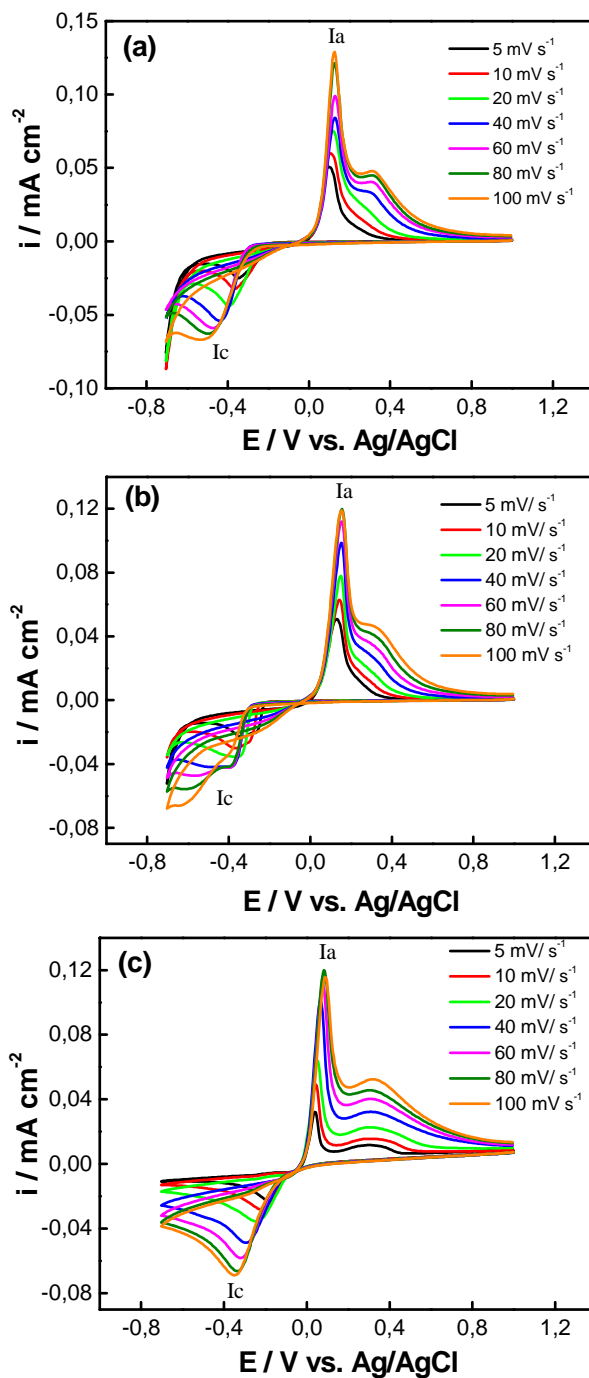 (a)
Ia
5 mV s⁻¹
10 mV s⁻¹
20 mV s⁻¹
40 mV s⁻¹
60 mV s⁻¹
80 mV s⁻¹
100 mV s⁻¹
Ic
0,15
0,10
0,05
0,00
-0,05
-0,10
i / mA cm⁻²
-0,8 -0,4 0,0 0,4 0,8 1,2
E / V vs. Ag/AgCl
(b)
Ia
5 mV/ s⁻¹
10 mV/ s⁻¹
20 mV/ s⁻¹
40 mV/ s⁻¹
60 mV/ s⁻¹
80 mV/ s⁻¹
100 mV s⁻¹
Ic
0,12
0,08
0,04
0,00
-0,04
-0,08
i / mA cm⁻²
-0,8 -0,4 0,0 0,4 0,8 1,2
E / V vs. Ag/AgCl
(c)
Ia
5 mV/ s⁻¹
10 mV/ s⁻¹
20 mV/ s⁻¹
40 mV/ s⁻¹
60 mV/ s⁻¹
80 mV/ s⁻¹
100 mV s⁻¹
Ic
0,12
0,08
0,04
0,00
-0,04
-0,08
i / mA cm⁻²
-0,8 -0,4 0,0 0,4 0,8 1,2
E / V vs. Ag/AgCl